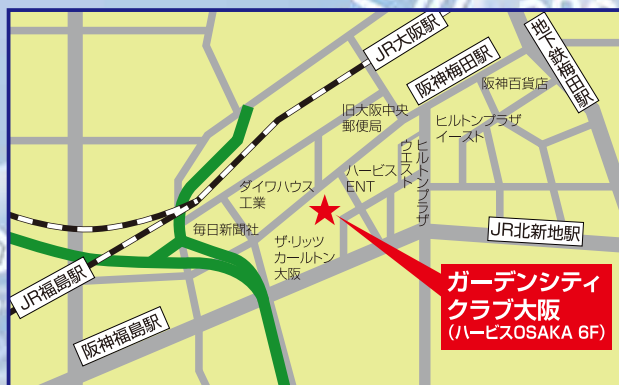 JR大阪駅
阪神梅田駅
地下鉄梅田駅
阪神百貨店
旧大阪中央
郵便局
ヒルトンプラザ
イースト
ヒルトンプラザ
ウエスト
ハービス
ENT
ダイワハウス
工業
毎日新聞社
ザ・リッツ
カールトン
大阪
JR北新地駅
JR福島駅
阪神福島駅
ガーデンシティ
クラブ大阪
(ハービスOSAKA 6F)